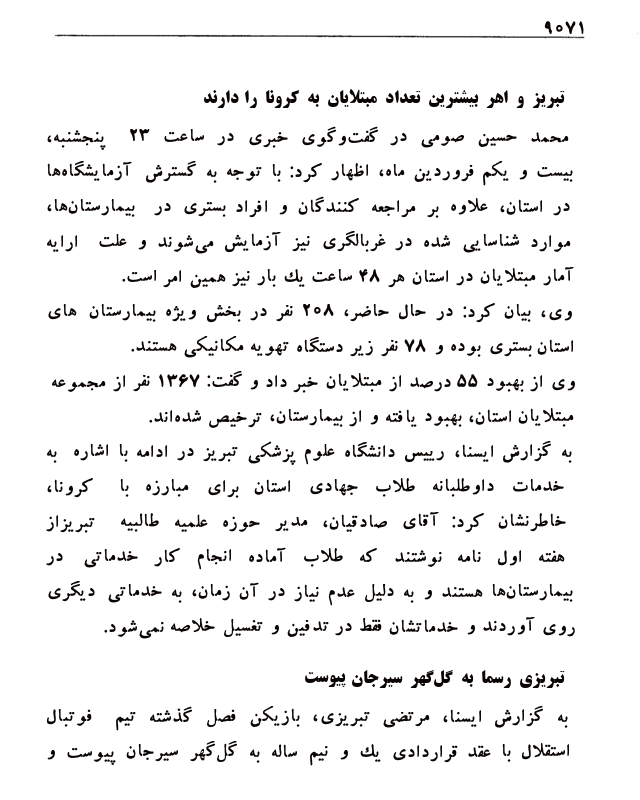 ۹۰۷۱
تبریز و اهر بیشترین تعداد مبتلایان به کرونا را دارند
محمد حسین صومی در گفت‌وگوی خبری در ساعت ۲۳ پنجشنبه،
بیست و یکم فروردین ماه، اظهار کرد: با توجه به گسترش آزمایشگاه‌ها
در استان، علاوه بر مراجعه کنندگان و افراد بستری در بیمارستان‌ها،
موارد شناسایی شده در غربالگری نیز آزمایش می‌شوند و علت ارایه
آمار مبتلایان در استان هر ۴۸ ساعت یك بار نیز همین امر است.
وی، بیان کرد: در حال حاضر، ۲۰۸ نفر در بخش ویژه بیمارستان های
استان بستری بوده و ۷۸ نفر زیر دستگاه تهویه مکانیکی هستند.
وی از بهبود ۵۵ درصد از مبتلایان خبر داد و گفت: ۱۳۶۷ نفر از مجموعه
مبتلایان استان، بهبود یافته و از بیمارستان، ترخیص شده‌اند.
به گزارش ایسنا، رییس دانشگاه علوم پزشکی تبریز در ادامه با اشاره به
خدمات داوطلبانه طلاب جهادی استان برای مبارزه با کرونا،
خاطرنشان کرد: آقای صادقیان، مدیر حوزه علمیه طالبیه تبریزاز
هفته اول نامه نوشتند که طلاب آماده انجام کار خدماتی در
بیمارستان‌ها هستند و به دلیل عدم نیاز در آن زمان، به خدماتی دیگری
روی آوردند و خدماتشان فقط در تدفین و تغسیل خلاصه نمی‌شود.
تبریزی رسما به گل‌گهر سیرجان پیوست
به گزارش ایسنا، مرتضی تبریزی، بازیکن فصل گذشته تیم فوتبال
استقلال با عقد قراردادی یك و نیم ساله به گل‌گهر سیرجان پیوست و